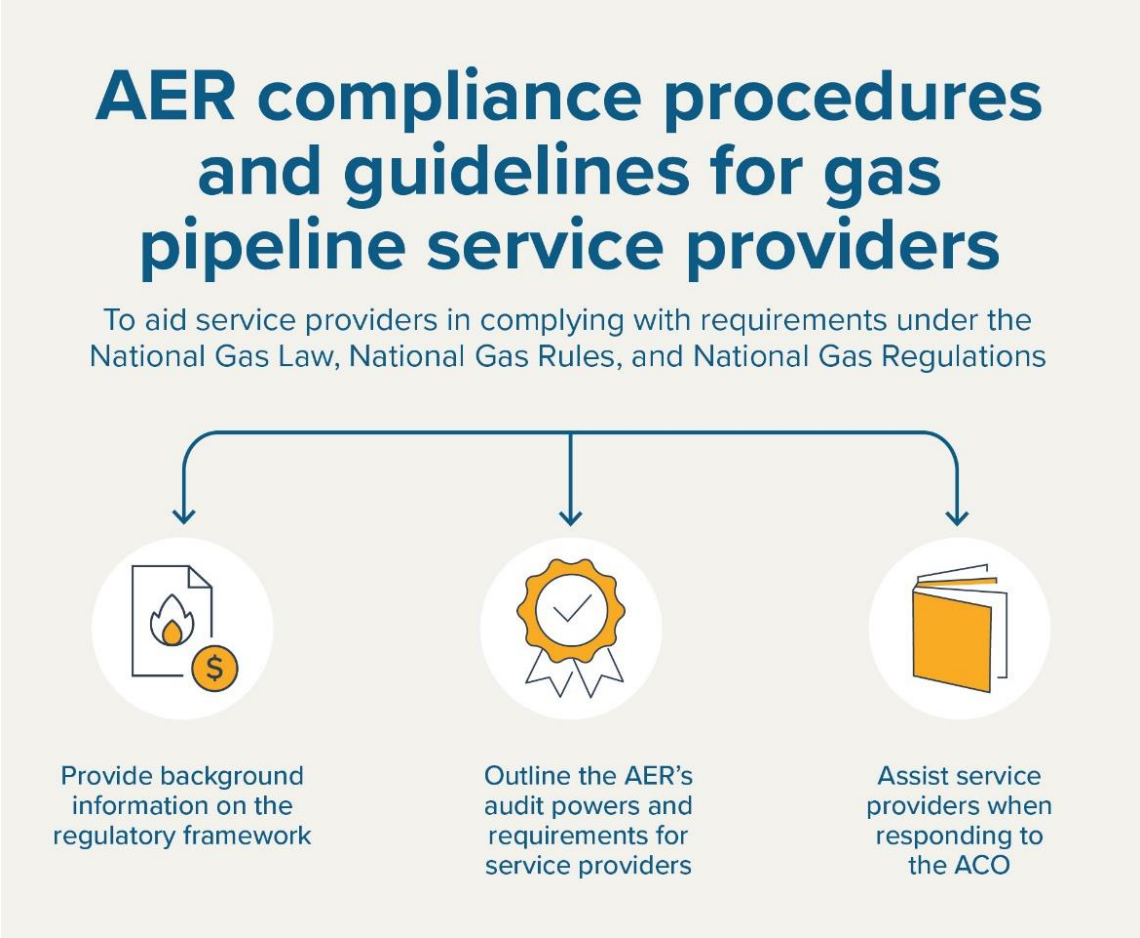 AER compliance procedures
and guidelines for gas
pipeline service providers
To aid service providers in complying with requirements under the
National Gas Law, National Gas Rules, and National Gas Regulations
$
Provide background
information on the
regulatory framework
Outline the AER's
audit powers and
requirements for
service providers
Assist service
providers when
responding to
the ACO